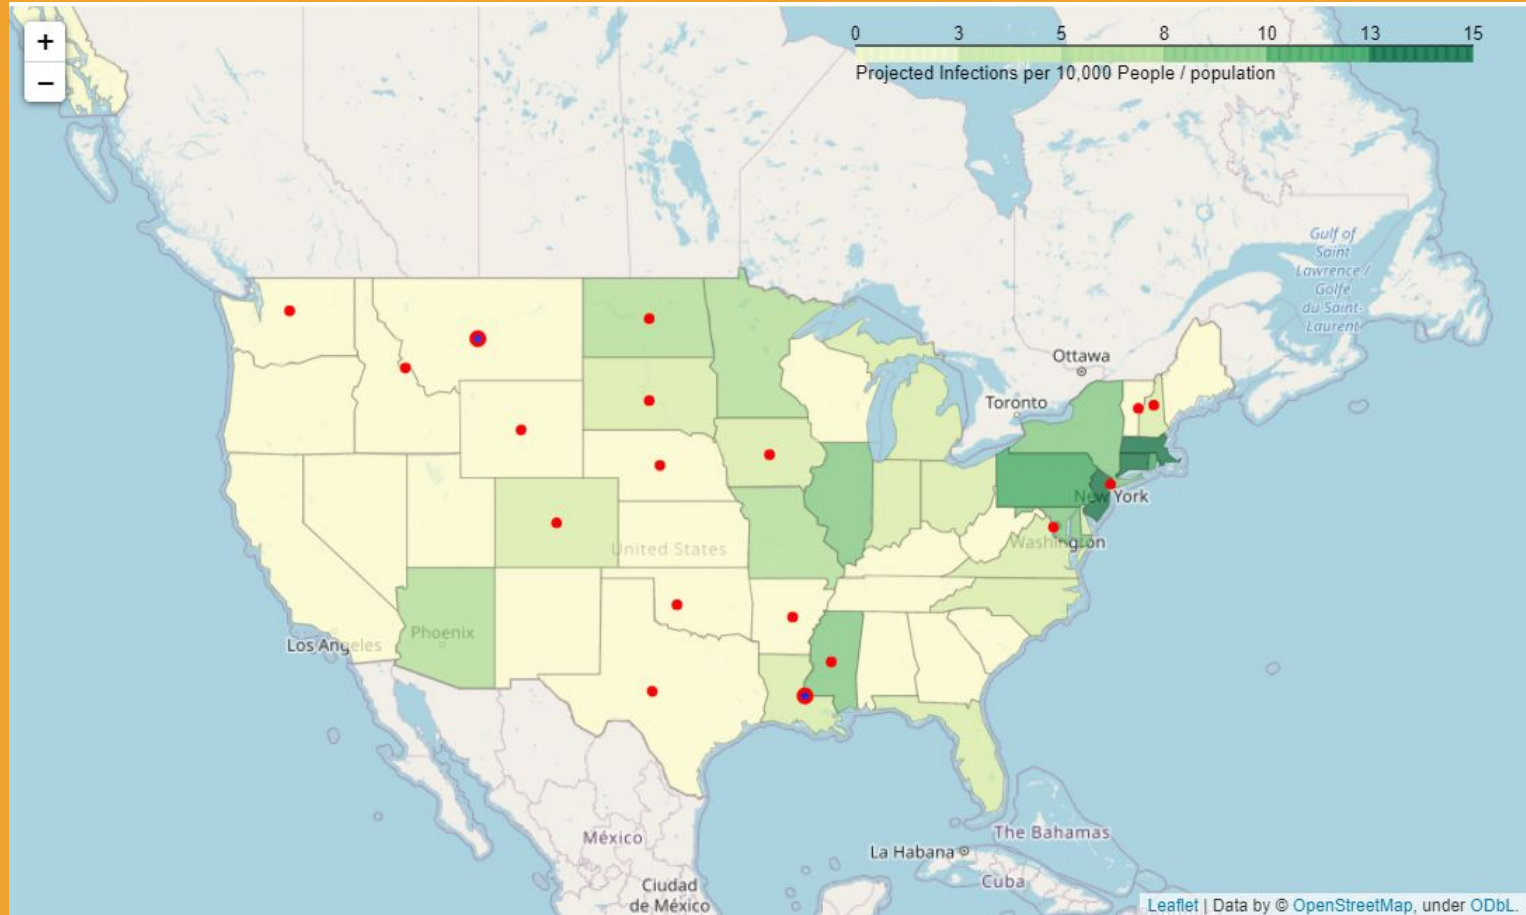 +
−
0 3 5 8 10 13 15
Projected Infections per 10,000 People / population
Gulf of
Saint
Lawrence /
Golfe
du Saint-
Laurent
Ottawa
Toronto
New York
Washington
United States
Los Angeles
Phoenix
México
The Bahamas
La Habana
Cuba
Ciudad
de México
Leaflet | Data by © OpenStreetMap, under ODbL.